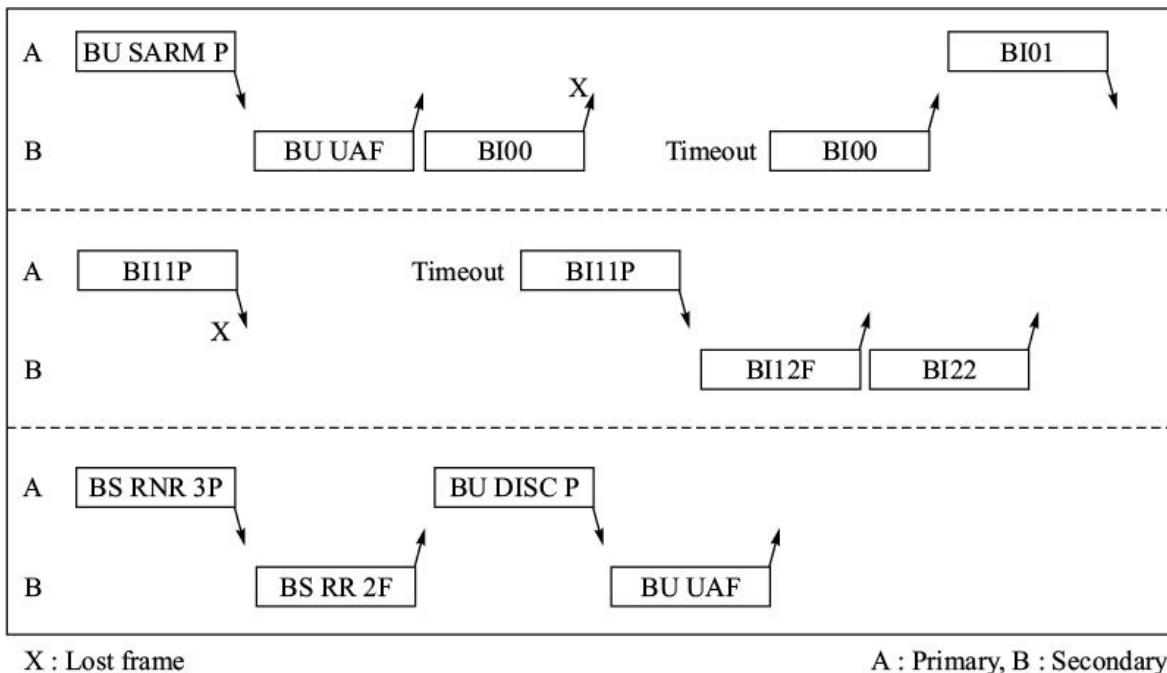 A BU SARM P BI01
X
B BU UAF BI00 Timeout BI00
A BI11P Timeout BI11P
X
B BI12F BI22
A BS RNR 3P BU DISC P
B BS RR 2F BU UAF
X : Lost frame A : Primary, B : Secondary